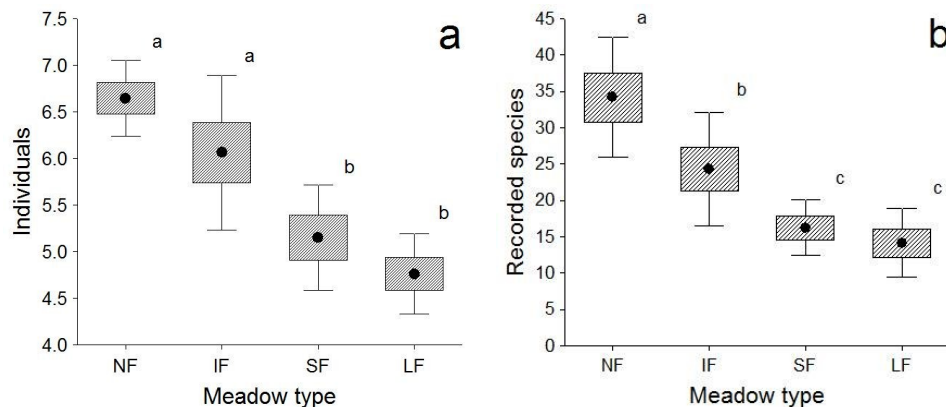 a
Individuals
7.5
7.0
6.5
6.0
5.5
5.0
4.5
4.0
a
a
b
b
NF IF SF LF
Meadow type
b
Recorded species
45
40
35
30
25
20
15
10
5
0
a
b
c
c
NF IF SF LF
Meadow type